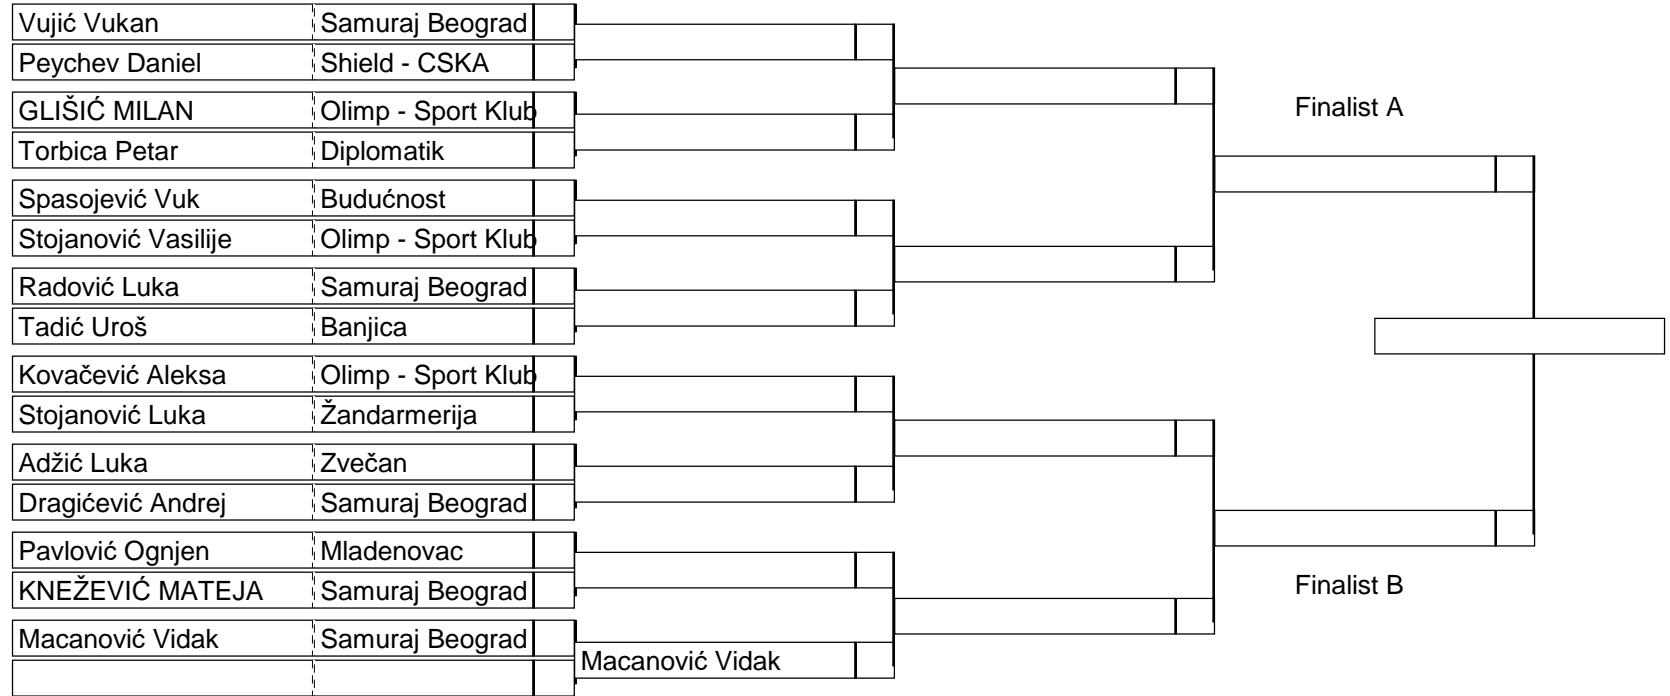 Vujić Vukan Samuraj Beograd
Peychev Daniel Shield - CSKA
GLIŠIĆ MILAN Olimp - Sport Klub
Finalist A
Torbica Petar Diplomatik
Spasojević Vuk Budućnost
Stojanović Vasilije Olimp - Sport Klub
Radović Luka Samuraj Beograd
Tadić Uroš Banjica
Kovačević Aleksa Olimp - Sport Klub
Stojanović Luka Žandarmerija
Adžić Luka Zvečan
Dragićević Andrej Samuraj Beograd
Pavlović Ognjen Mladenovac
KNEŽEVIĆ MATEJA Samuraj Beograd
Finalist B
Macanović Vidak Samuraj Beograd
Macanović Vidak